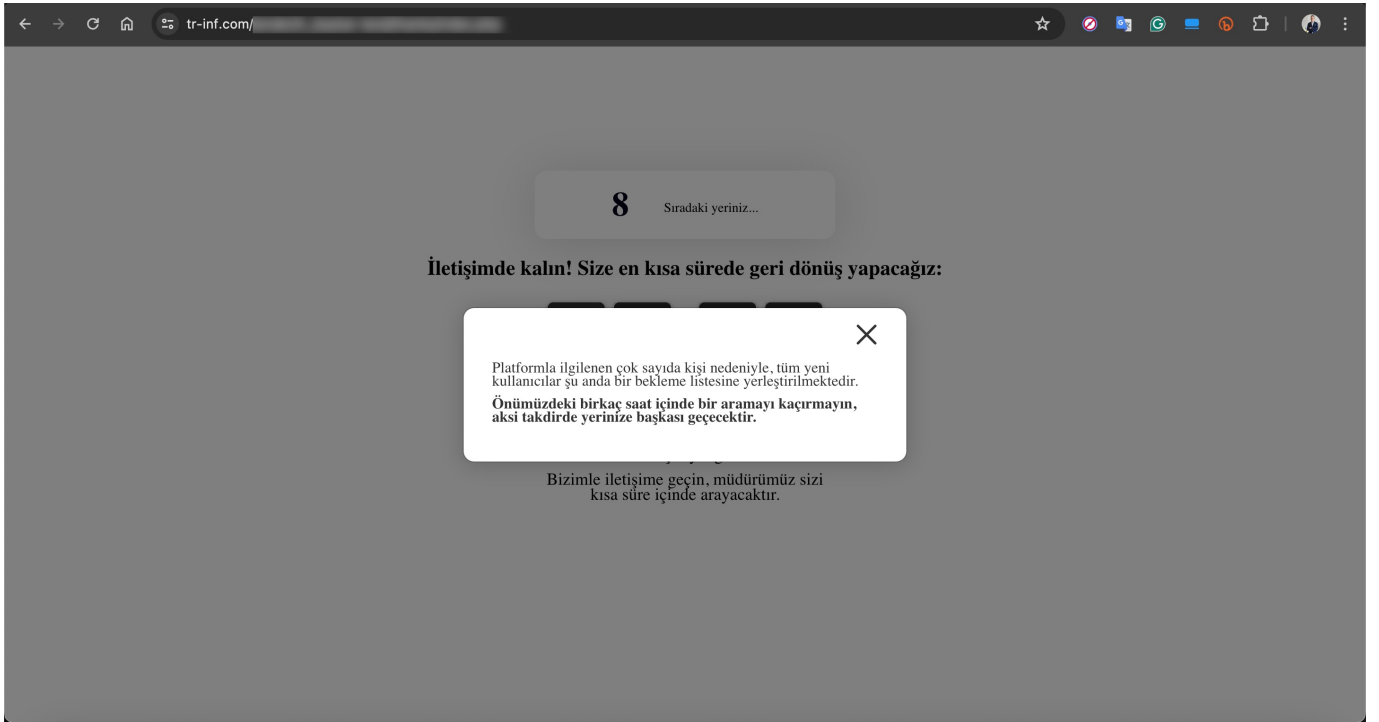 tr-inf.com/
8 Sıradaki yeriniz...
İletişimde kalın! Size en kısa sürede geri dönüş yapacağız:
Platformla ilgilenen çok sayıda kişi nedeniyle, tüm yeni
kullanıcılar şu anda bir bekleme listesine yerleştirilmektedir.
Önümüzdeki birkaç saat içinde bir aramayı kaçırmayın,
aksi takdirde yerinize başkası geçecektir.
Bizimle iletişime geçin, müdürümüz sizi
kısa süre içinde arayacaktır.